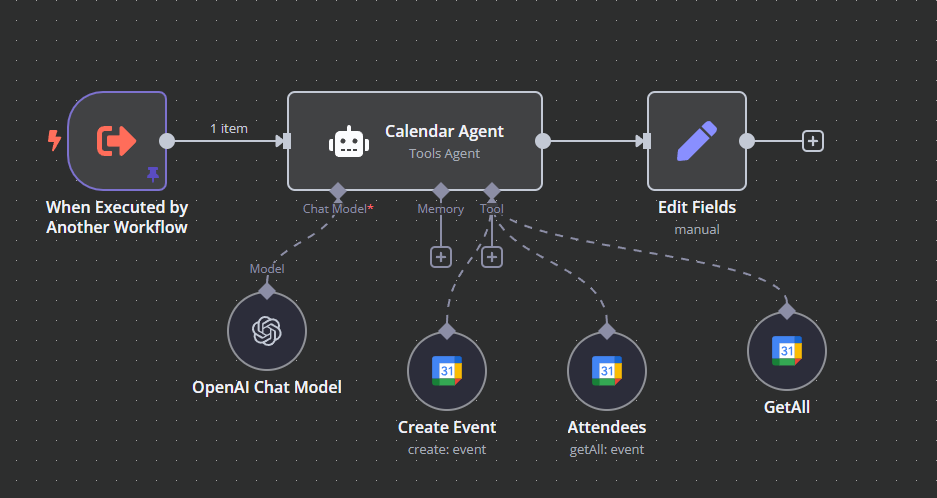 1 item
Calendar Agent
Tools Agent
When Executed by
Another Workflow
Chat Model*
Memory
Tool
Edit Fields
manual
Model
31
31
31
OpenAI Chat Model
GetAll
Create Event
create: event
Attendees
getAll: event